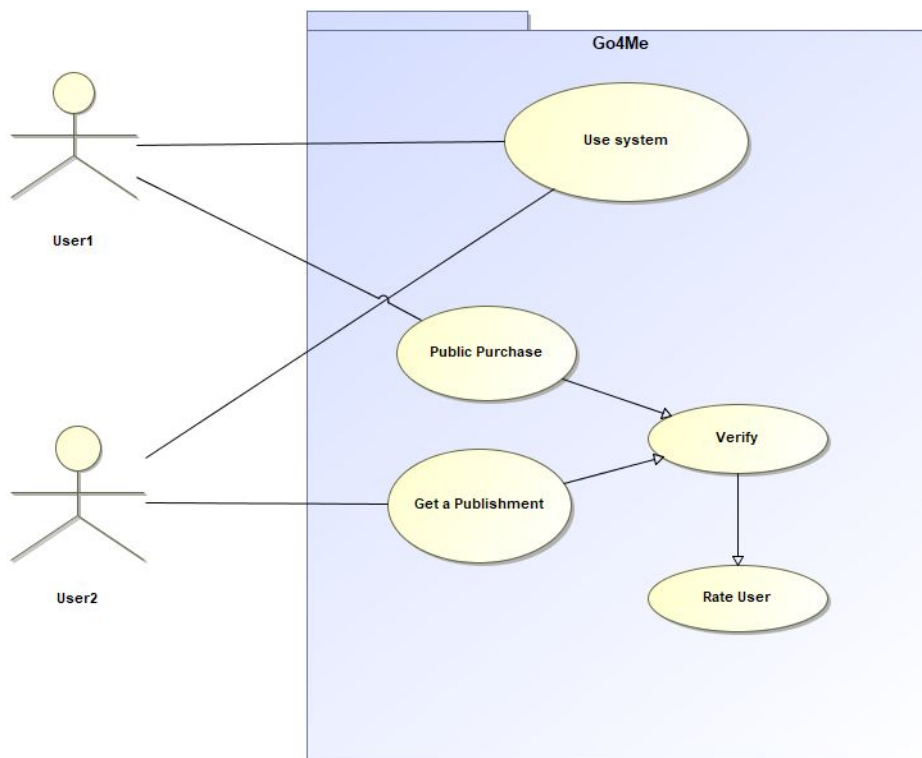 Go4Me
Use system
User1
Public Purchase
Verify
Get a Publishment
Rate User
User2